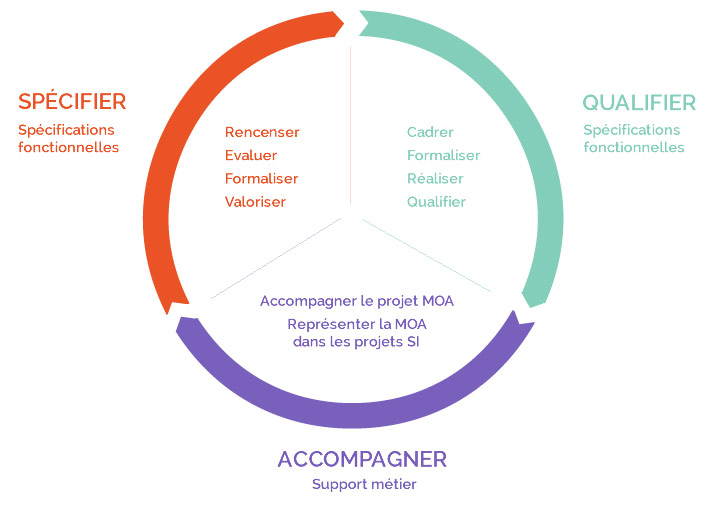 SPÉCIFIER
Spécifications
fonctionnelles
Rencenser
Evaluer
Formaliser
Valoriser
Cadrer
Formaliser
Réaliser
Qualifier
QUALIFIER
Spécifications
fonctionnelles
Accompagner le projet MOA
Représenter la MOA
dans les projets SI
ACCOMPAGNER
Support métier